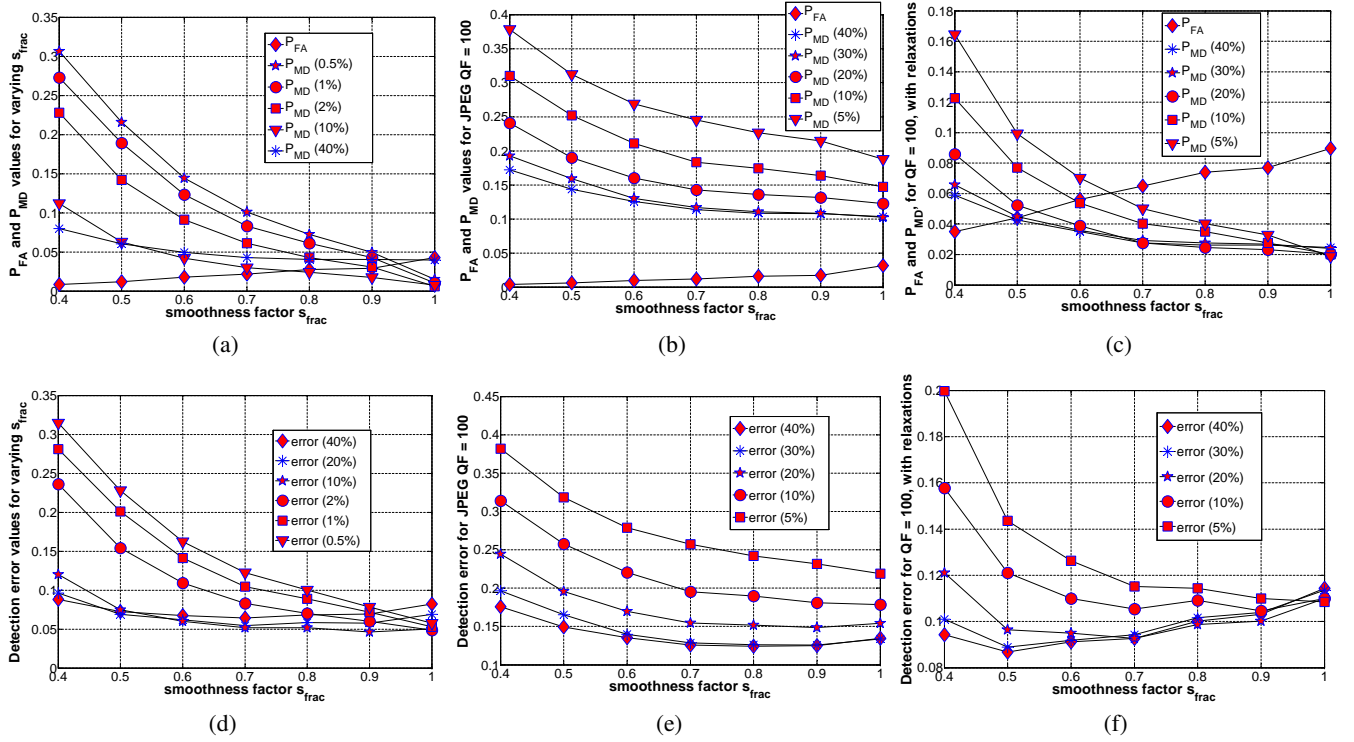 P_FA and P_MD values for varying s_frac
0.35
0.3
0.25
0.2
0.15
0.1
0.05
0
P_FA
P_MD (0.5%)
P_MD (1%)
P_MD (2%)
P_MD (10%)
P_MD (40%)
0.4 0.5 0.6 0.7 0.8 0.9 1
smoothness factor s_frac
(a)
P_FA and P_MD values for JPEG QF = 100
0.4
0.35
0.3
0.25
0.2
0.15
0.1
0.05
0
P_FA
P_MD (40%)
P_MD (30%)
P_MD (20%)
P_MD (10%)
P_MD (5%)
0.4 0.5 0.6 0.7 0.8 0.9 1
smoothness factor s_frac
(b)
P_FA and P_MD, for QF = 100, with relaxations
0.18
0.16
0.14
0.12
0.1
0.08
0.06
0.04
0.02
0
P_FA
P_MD (40%)
P_MD (30%)
P_MD (20%)
P_MD (10%)
P_MD (5%)
0.4 0.5 0.6 0.7 0.8 0.9 1
smoothness factor s_frac
(c)
Detection error values for varying s_frac
0.35
0.3
0.25
0.2
0.15
0.1
0.05
0
error (40%)
error (20%)
error (10%)
error (2%)
error (1%)
error (0.5%)
0.4 0.5 0.6 0.7 0.8 0.9 1
smoothness factor s_frac
(d)
Detection error for JPEG QF = 100
0.45
0.4
0.35
0.3
0.25
0.2
0.15
0.1
error (40%)
error (30%)
error (20%)
error (10%)
error (5%)
0.4 0.5 0.6 0.7 0.8 0.9 1
smoothness factor s_frac
(e)
Detection error for QF = 100, with relaxations
0.2
0.18
0.16
0.14
0.12
0.1
0.08
error (40%)
error (30%)
error (20%)
error (10%)
error (5%)
0.4 0.5 0.6 0.7 0.8 0.9 1
smoothness factor s_frac
(f)